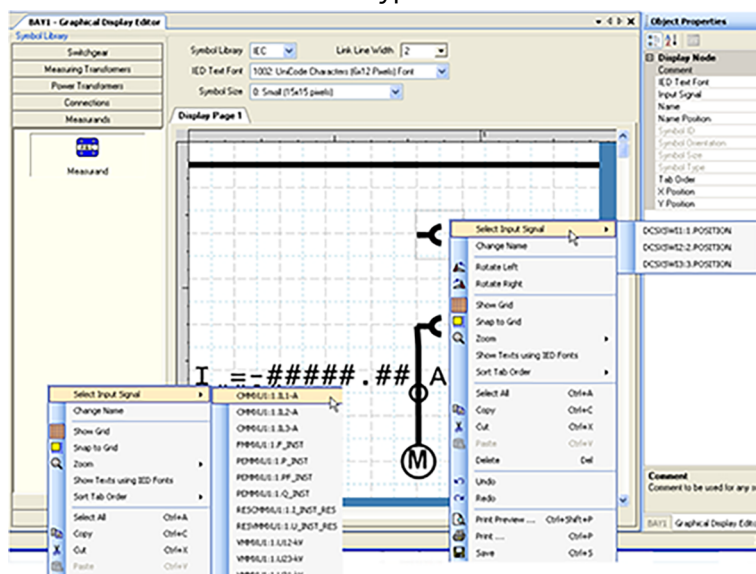 BAY1 - Graphical Display Editor
Symbol Library
Switchgear
Measuring Transformers
Power Transformers
Connections
Measurands
Measurand
Symbol Library IEC Link Line Width 2
IED Text Font 1002: UniCode Characters (6x12 Pixels) Font
Symbol Size 0: Small (15x15 pixels)
Display Page 1
I =-#####.## A
M
Select Input Signal
Change Name
Show Grid
Snap to Grid
Zoom
Show Texts using IED Fonts
Sort Tab Order
Select All Ctrl+A
Copy Ctrl+C
Cut Ctrl+X
Paste Ctrl+V
CMMXU1:1.IL1-A
CMMXU1:1.IL2-A
CMMXU1:1.IL3-A
PEMMXU1:1.P_INST
PEMMXU1:1.PF_INST
PEMMXU1:1.Q_INST
RESCMMXU1:1.I_INST_RES
RESVMMXU1:1.U_INST_RES
VMMXU1:1.U12-kV
VMMXU1:1.U23-kV
Select Input Signal
Change Name
Rotate Left
Rotate Right
Show Grid
Snap to Grid
Zoom
Show Texts using IED Fonts
Sort Tab Order
Select All Ctrl+A
Copy Ctrl+C
Cut Ctrl+X
Paste Ctrl+V
Delete Del
Undo
Redo
Print Preview ... Ctrl+Shift+P
Print ... Ctrl+P
Save Ctrl+S
DCSXSWI1:1.POSITION
DCSXSWI2:2.POSITION
DCSXSWI3:3.POSITION
Object Properties
Display Node
Comment
IED Text Font
Input Signal
Name
Name Position
Symbol ID
Symbol Orientation
Symbol Size
Symbol Type
Tab Order
X Position
Y Position
Comment
Comment to be used for any
BAY1 Graphical Display